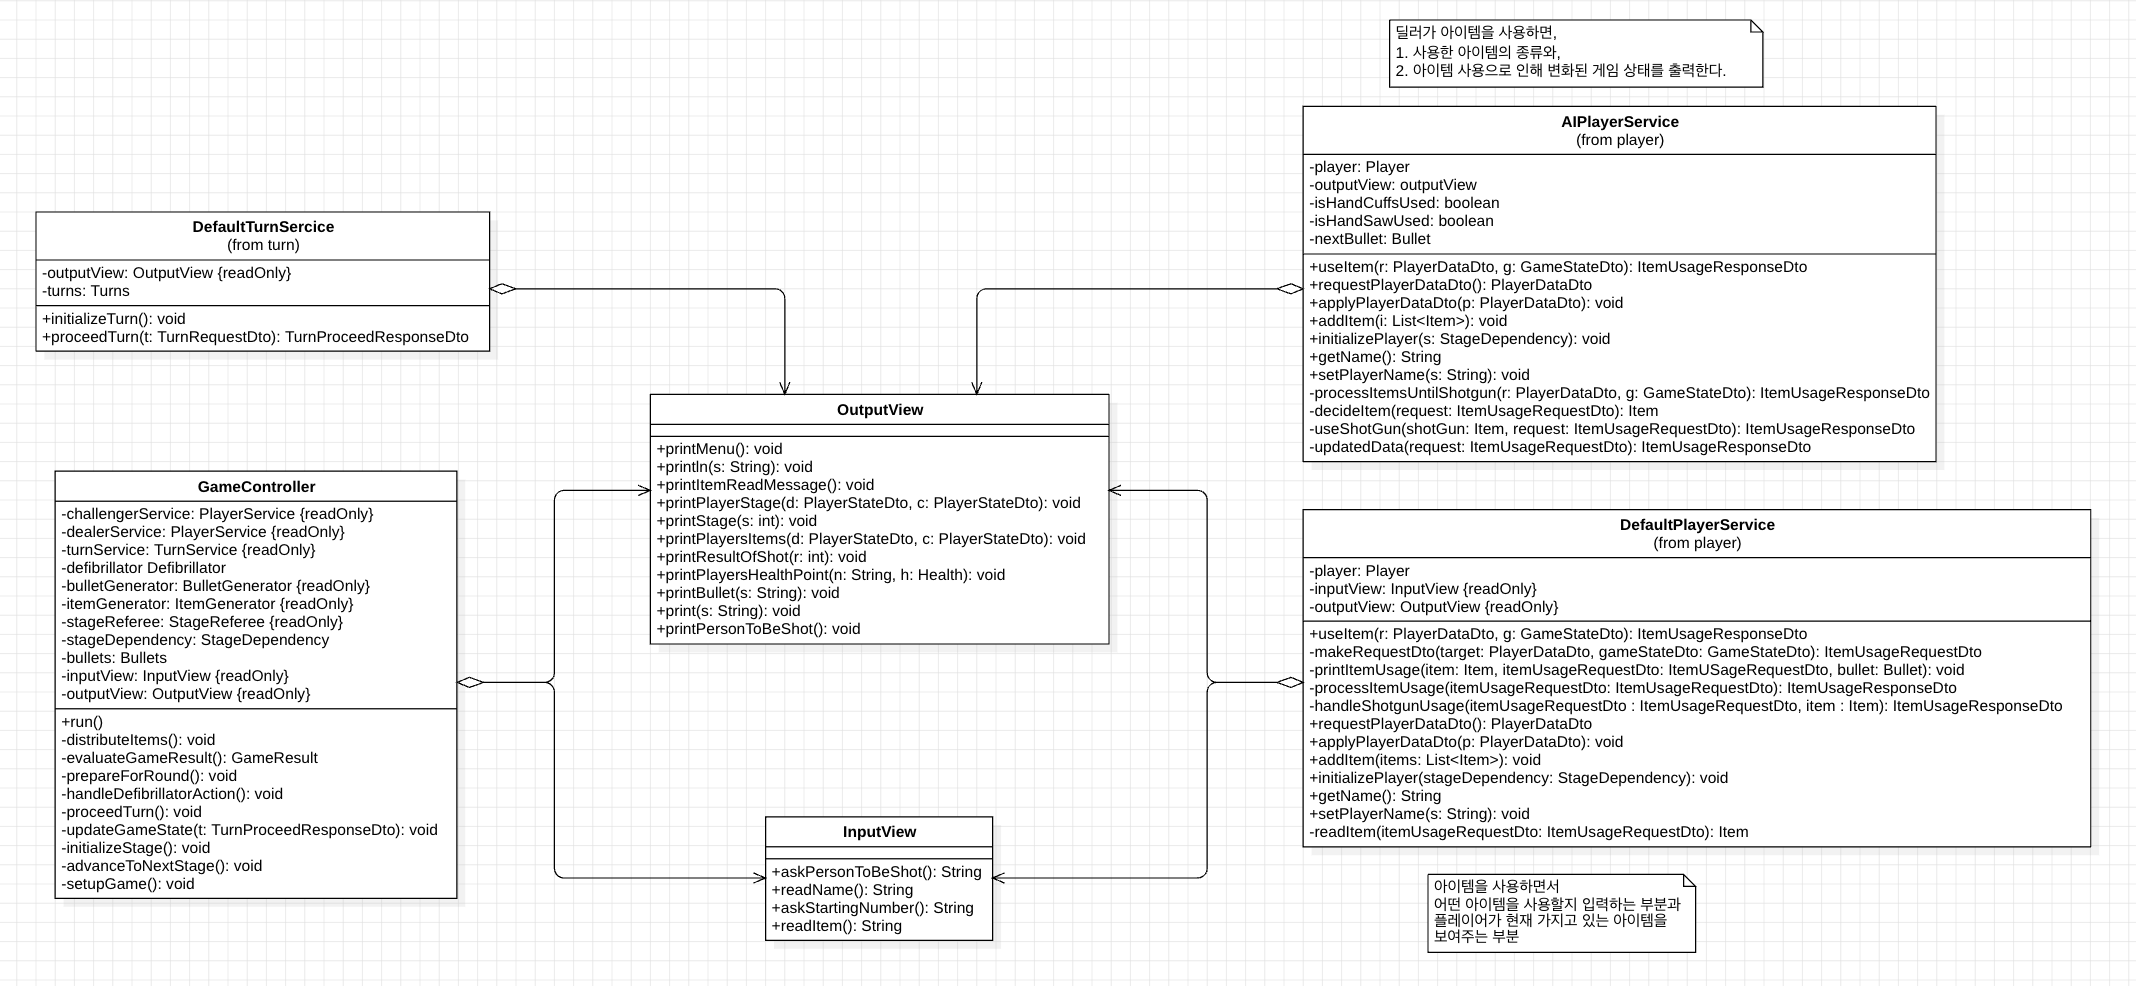 딜러가 아이템을 사용하면,
1. 사용한 아이템의 종류와,
2. 아이템 사용으로 인해 변화된 게임 상태를 출력한다.
AIPlayerService
(from player)
-player: Player
-outputView: outputView
-isHandCuffsUsed: boolean
-isHandSawUsed: boolean
-nextBullet: Bullet
+useItem(r: PlayerDataDto, g: GameStateDto): ItemUsageResponseDto
+requestPlayerDataDto(): PlayerDataDto
+applyPlayerDataDto(p: PlayerDataDto): void
+addItem(i: List<Item>): void
+initializePlayer(s: StageDependency): void
+getName(): String
+setPlayerName(s: String): void
-processItemsUntilShotgun(r: PlayerDataDto, g: GameStateDto): ItemUsageResponseDto
-decideItem(request: ItemUsageRequestDto): Item
-useShotGun(shotGun: Item, request: ItemUsageRequestDto): ItemUsageResponseDto
-updatedData(request: ItemUsageRequestDto): ItemUsageResponseDto
DefaultTurnSercice
(from turn)
-outputView: OutputView {readOnly}
-turns: Turns
+initializeTurn(): void
+proceedTurn(t: TurnRequestDto): TurnProceedResponseDto
OutputView
+printMenu(): void
+println(s: String): void
+printItemReadMessage(): void
+printPlayerStage(d: PlayerStateDto, c: PlayerStateDto): void
+printStage(s: int): void
+printPlayersItems(d: PlayerStateDto, c: PlayerStateDto): void
+printResultOfShot(r: int): void
+printPlayersHealthPoint(n: String, h: Health): void
+printBullet(s: String): void
+print(s: String): void
+printPersonToBeShot(): void
GameController
-challengerService: PlayerService {readOnly}
-dealerService: PlayerService {readOnly}
-turnService: TurnService {readOnly}
-defibrillator Defibrillator
-bulletGenerator: BulletGenerator {readOnly}
-itemGenerator: ItemGenerator {readOnly}
-stageReferee: StageReferee {readOnly}
-stageDependency: StageDependency
-bullets: Bullets
-inputView: InputView {readOnly}
-outputView: OutputView {readOnly}
+run()
-distributeItems(): void
-evaluateGameResult(): GameResult
-prepareForRound(): void
-handleDefibrillatorAction(): void
-proceedTurn(): void
-updateGameState(t: TurnProceedResponseDto): void
-initializeStage(): void
-advanceToNextStage(): void
-setupGame(): void
DefaultPlayerService
(from player)
-player: Player
-inputView: InputView {readOnly}
-outputView: OutputView {readOnly}
+useItem(r: PlayerDataDto, g: GameStateDto): ItemUsageResponseDto
-makeRequestDto(target: PlayerDataDto, gameStateDto: GameStateDto): ItemUsageRequestDto
-printItemUsage(item: Item, itemUsageRequestDto: ItemUSageRequestDto, bullet: Bullet): void
-processItemUsage(itemUsageRequestDto: ItemUsageRequestDto): ItemUsageResponseDto
-handleShotgunUsage(itemUsageRequestDto : ItemUsageRequestDto, item : Item): ItemUsageResponseDto
+requestPlayerDataDto(): PlayerDataDto
+applyPlayerDataDto(p: PlayerDataDto): void
+addItem(items: List<Item>): void
+initializePlayer(stageDependency: StageDependency): void
+getName(): String
+setPlayerName(s: String): void
-readItem(itemUsageRequestDto: ItemUsageRequestDto): Item
InputView
+askPersonToBeShot(): String
+readName(): String
+askStartingNumber(): String
+readItem(): String
아이템을 사용하면서
어떤 아이템을 사용할지 입력하는 부분과
플레이어가 현재 가지고 있는 아이템을
보여주는 부분